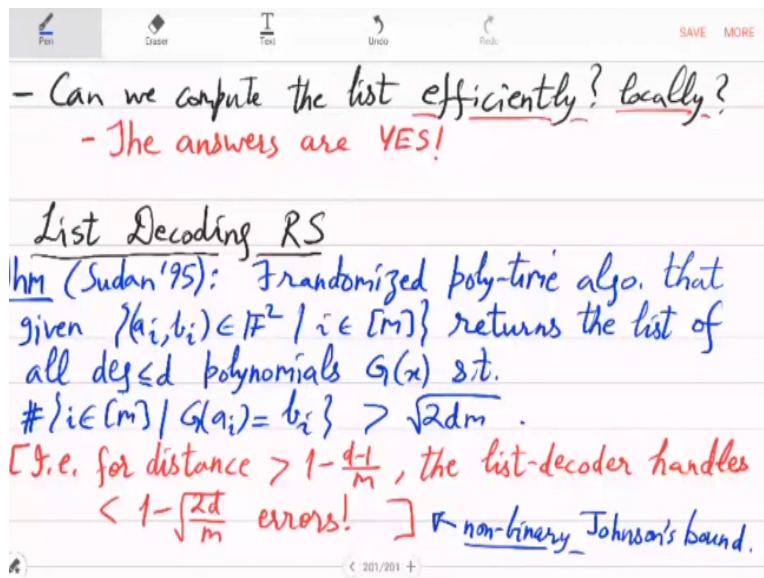 Pen Eraser Text Undo Redo SAVE MORE
- Can we compute the list efficiently? locally?
- The answers are YES!
List Decoding RS
hm (Sudan'95): ∃ randomized poly-time algo. that
given {(ai,bi) ∈ F² | i ∈ [m]} returns the list of
all deg≤d polynomials G(x) s.t.
#{i∈[m] | G(ai) = bi} > √2dm .
[I.e. for distance > 1 - d-1/m , the list-decoder handles
< 1-√2d/m errors! ] ↖ non-binary Johnson's bound.
< 201/201 +